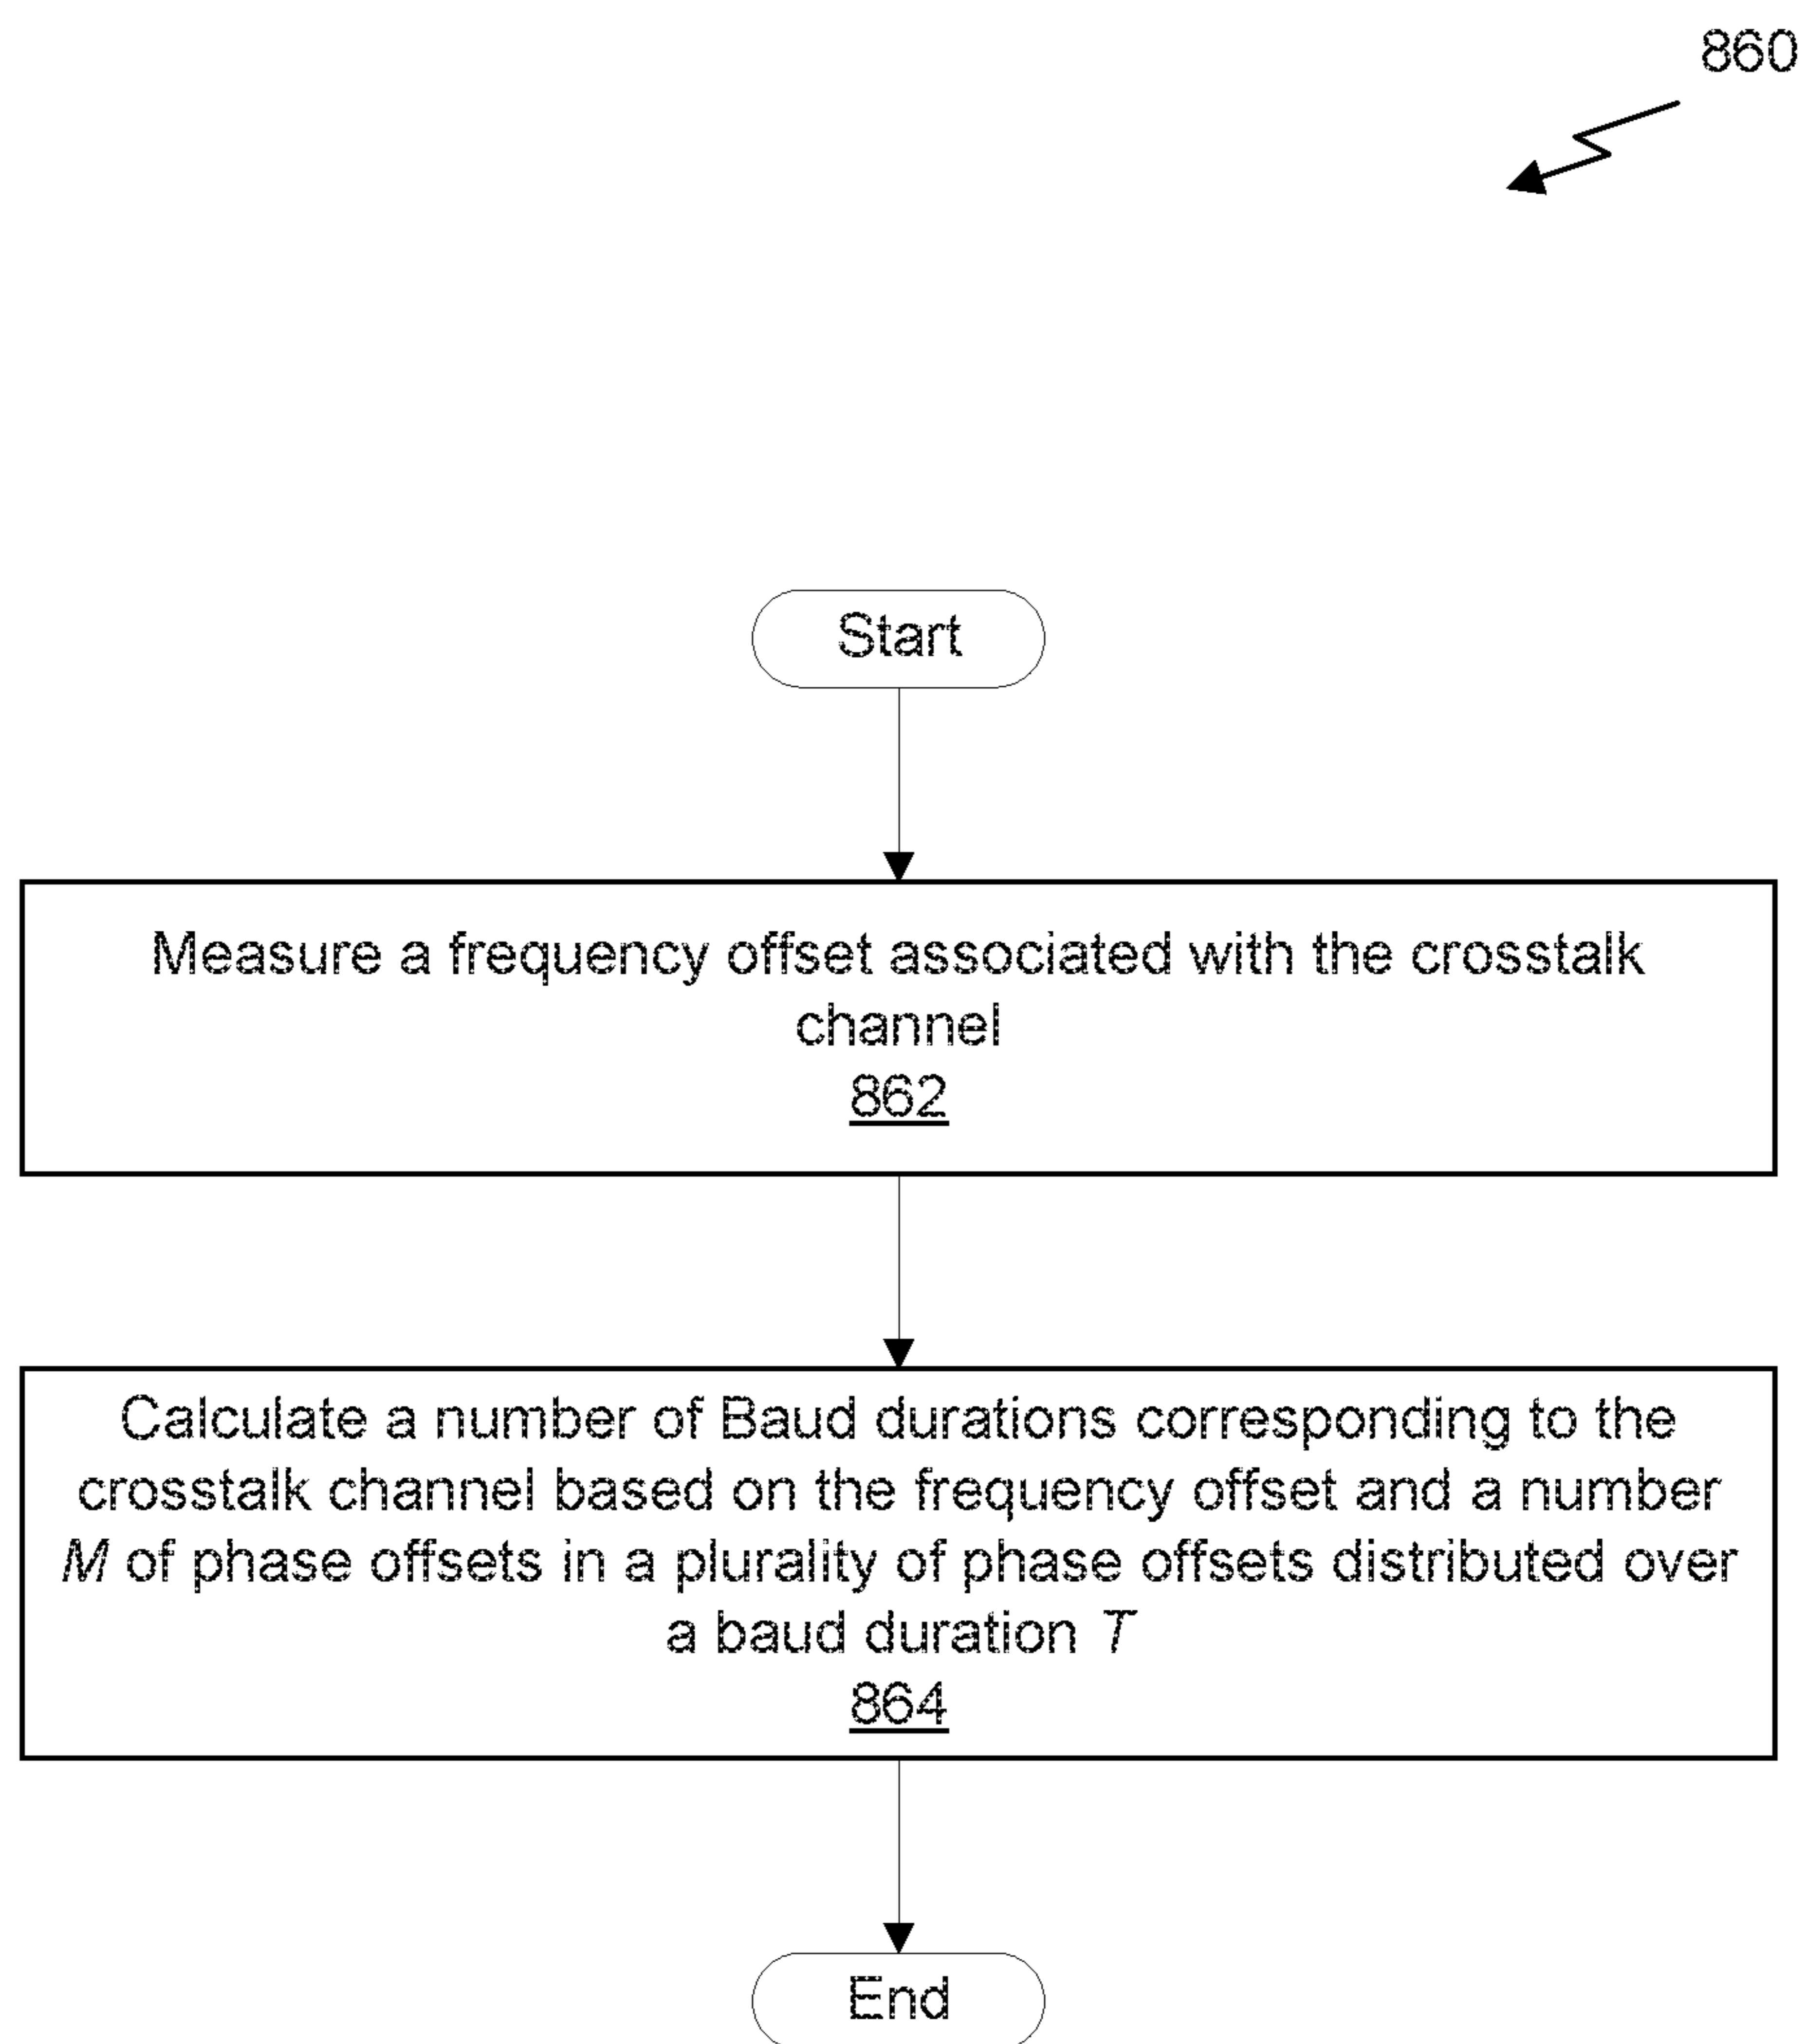 860
Start
Measure a frequency offset associated with the crosstalk
channel
862
Calculate a number of Baud durations corresponding to the
crosstalk channel based on the frequency offset and a number
M of phase offsets in a plurality of phase offsets distributed over
a baud duration T
864
End